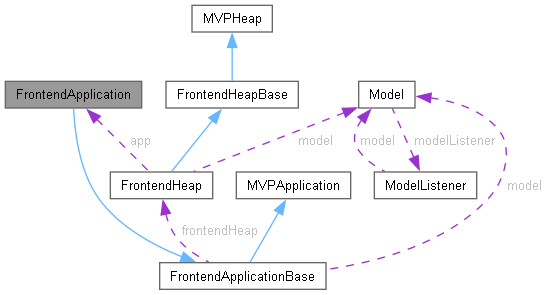 MVPHeap
FrontendApplication
FrontendHeapBase
Model
app
model
model
modelListener
FrontendHeap
MVPApplication
ModelListener
model
frontendHeap
FrontendApplicationBase